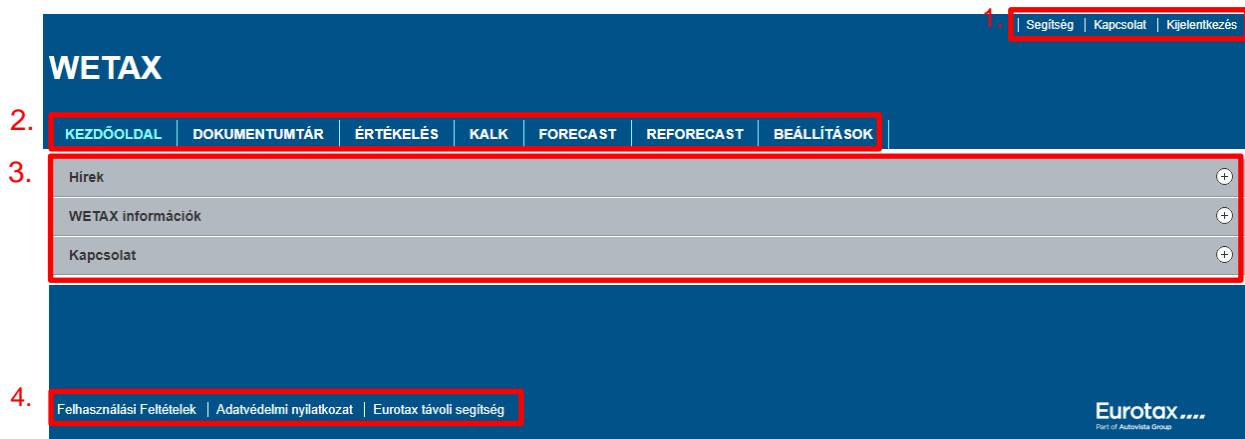 1. | Segítség | Kapcsolat | Kijelentkezés
WETAX
2. KEZDŐOLDAL DOKUMENTUMTÁR ÉRTÉKELÉS KALK FORECAST REFORECAST BEÁLLÍTÁSOK
3. Hírek
WETAX információk
Kapcsolat
4. Felhasználási Feltételek | Adatvédelmi nyilatkozat | Eurotax távoli segítség
Eurotax....
Part of Autovista Group